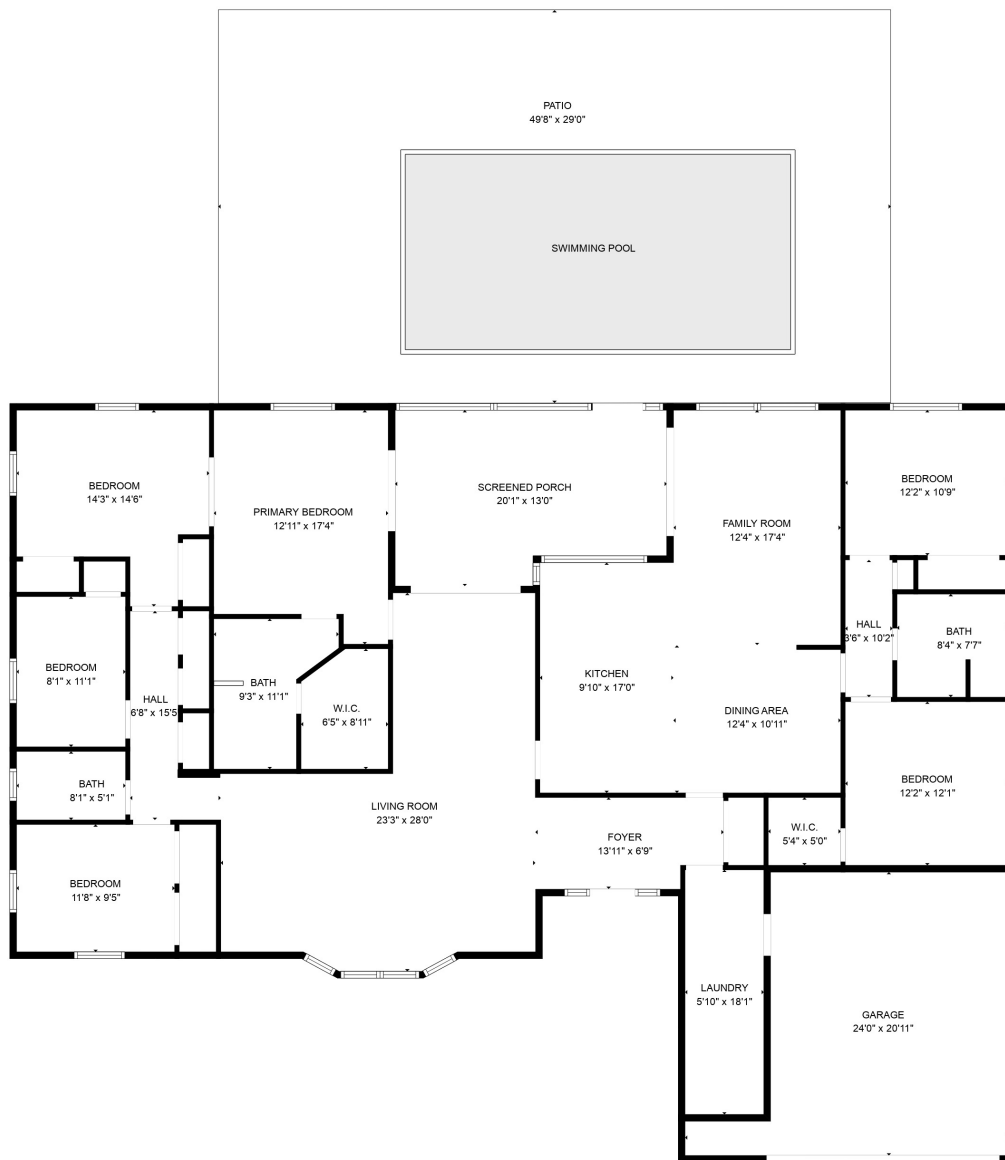 PATIO
49'8" x 29'0"
SWIMMING POOL
BEDROOM
14'3" x 14'6"
PRIMARY BEDROOM
12'11" x 17'4"
SCREENED PORCH
20'1" x 13'0"
FAMILY ROOM
12'4" x 17'4"
BEDROOM
12'2" x 10'9"
BEDROOM
8'1" x 11'1"
HALL
6'8" x 15'5
BATH
9'3" x 11'1"
W.I.C.
6'5" x 8'11"
KITCHEN
9'10" x 17'0"
DINING AREA
12'4" x 10'11"
HALL
3'6" x 10'2"
BATH
8'4" x 7'7"
BATH
8'1" x 5'1"
LIVING ROOM
23'3" x 28'0"
FOYER
13'11" x 6'9"
W.I.C.
5'4" x 5'0"
BEDROOM
12'2" x 12'1"
BEDROOM
11'8" x 9'5"
LAUNDRY
5'10" x 18'1"
GARAGE
24'0" x 20'11"